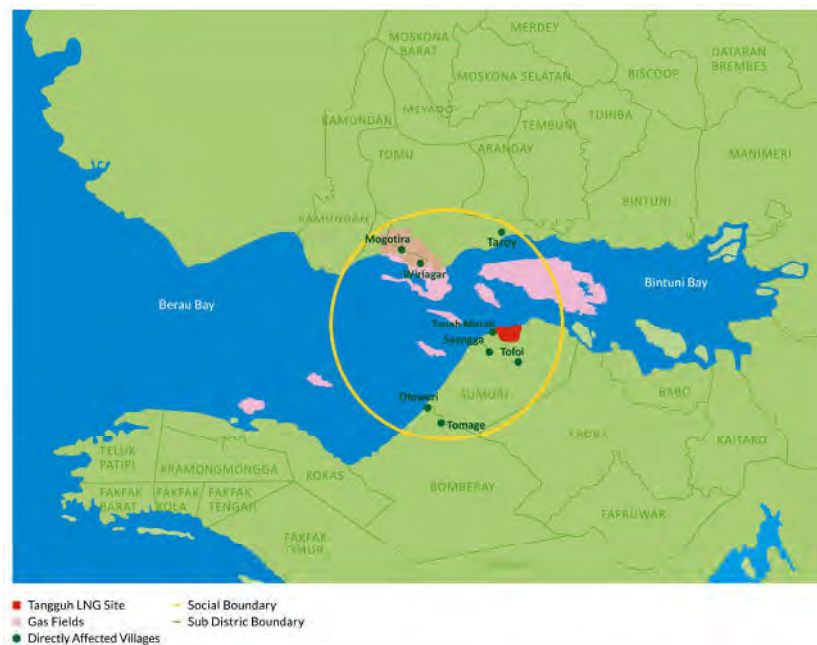 MERDEY
MOSKONA
BARAT
DATARAN
BREMBES
MOSKONA SELATAN
BISCOOP
MEYADO
KAMUNDAN
TEMBUNI
TUHIBA
TOMU
ARANDAY
MANIMERI
KAMUNDAN
BINTUNI
Mogotira
Taroy
Wiriagar
Berau Bay
Bintuni Bay
Tanah Merah
Saengga
Tofoi
SUMURI
BABO
Otoweri
Tomage
AROBA
KAITARO
TELUK
PATIPI
KRAMONGMONGGA
KOKAS
BOMBERAY
FAKFAK
BARAT
FAKFAK
KOLA
FAKFAK
TENGAH
FAFRUWAR
FAKFAK
TIMUR
Tangguh LNG Site
Social Boundary
Gas Fields
Sub Distric Boundary
Directly Affected Villages